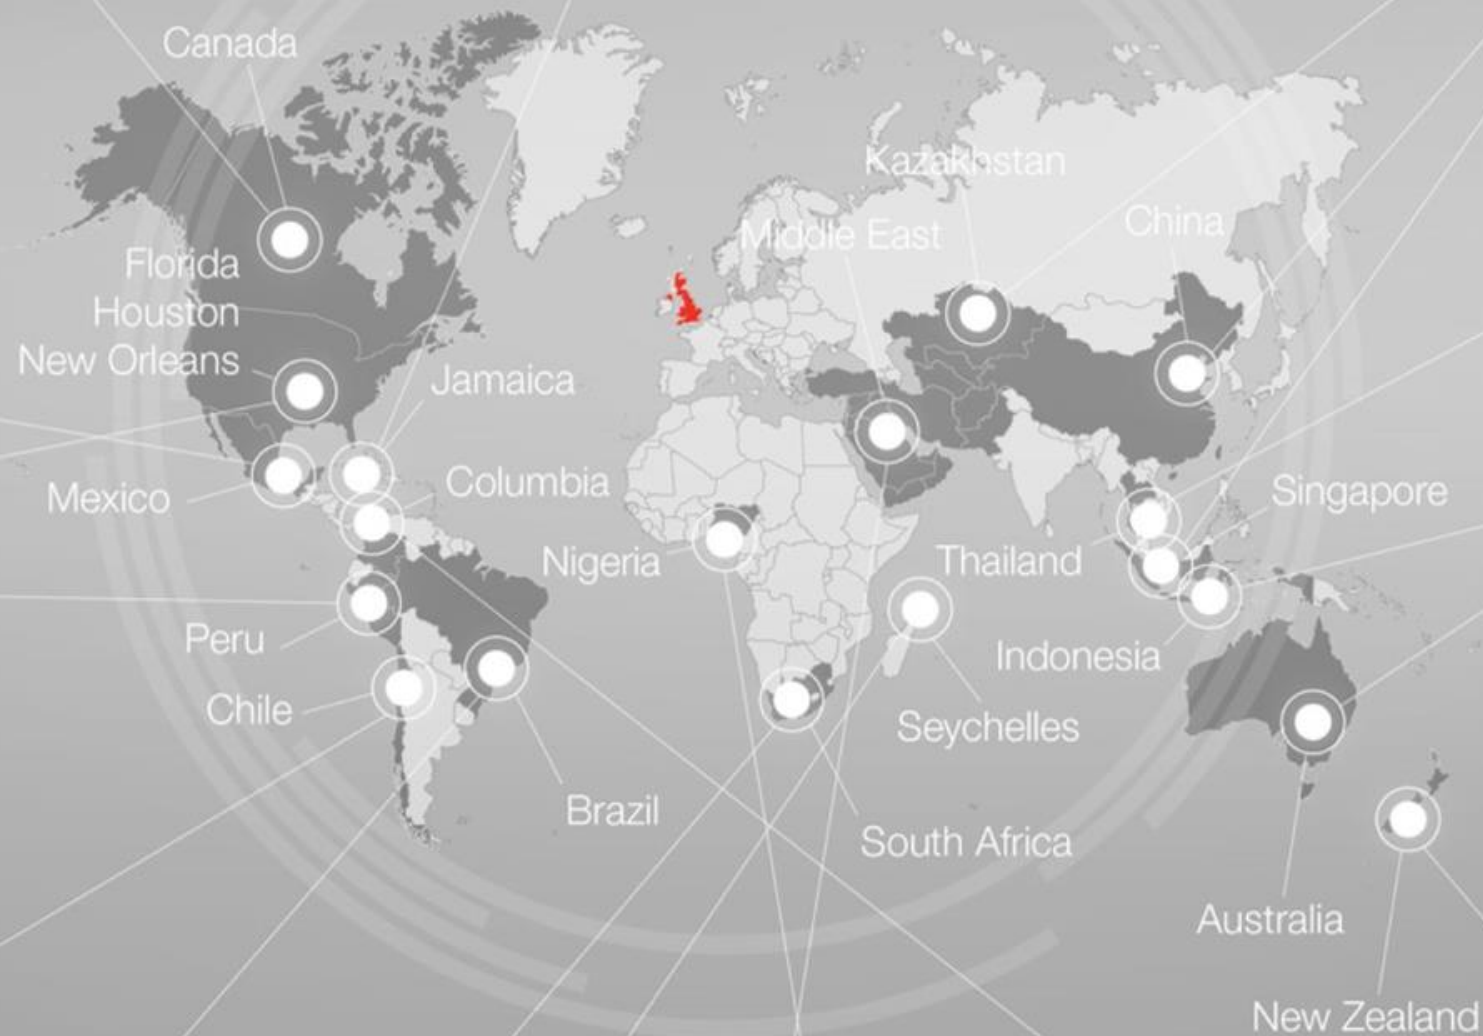 Canada
Kazakhstan
Middle East
China
Florida
Houston
New Orleans
Jamaica
Mexico
Columbia
Singapore
Nigeria
Thailand
Peru
Indonesia
Chile
Seychelles
Brazil
South Africa
Australia
New Zealand